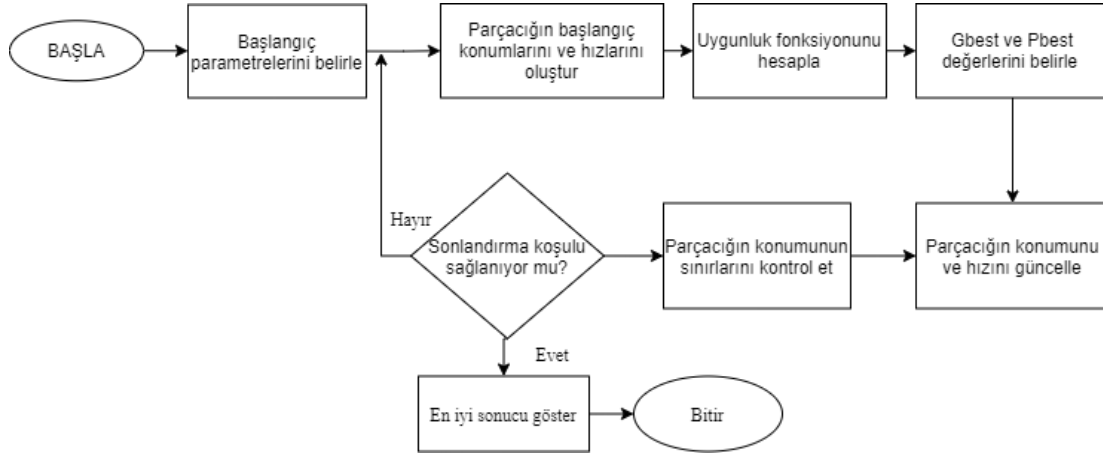 BAŞLA
Başlangıç
parametrelerini belirle
Parçacığın başlangıç
konumlarını ve hızlarını
oluştur
Uygunluk fonksiyonunu
hesapla
Gbest ve Pbest
değerlerini belirle
Hayır
Sonlandırma koşulu
sağlanıyor mu?
Parçacığın konumunun
sınırlarını kontrol et
Parçacığın konumunu
ve hızını güncelle
Evet
En iyi sonucu göster
Bitir